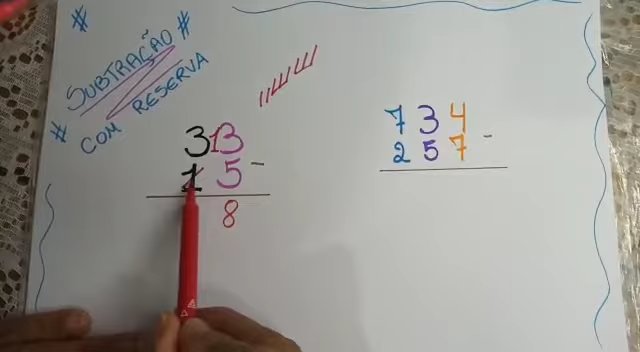 # SUBTRAÇÃO #
# COM RESERVA
313
1 5 -
8
7 3 4
2 5 7 -